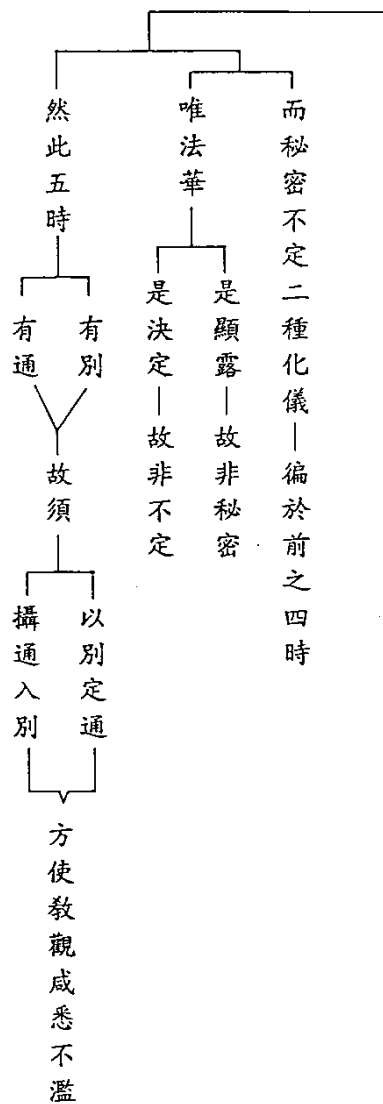 而秘密不定二種化儀—徧於前之四時
唯法華
是顯露—故非秘密
是決定—故非不定
然此五時
有別
有通
故須
以別定通
攝通入別
方使教觀咸悉不濫